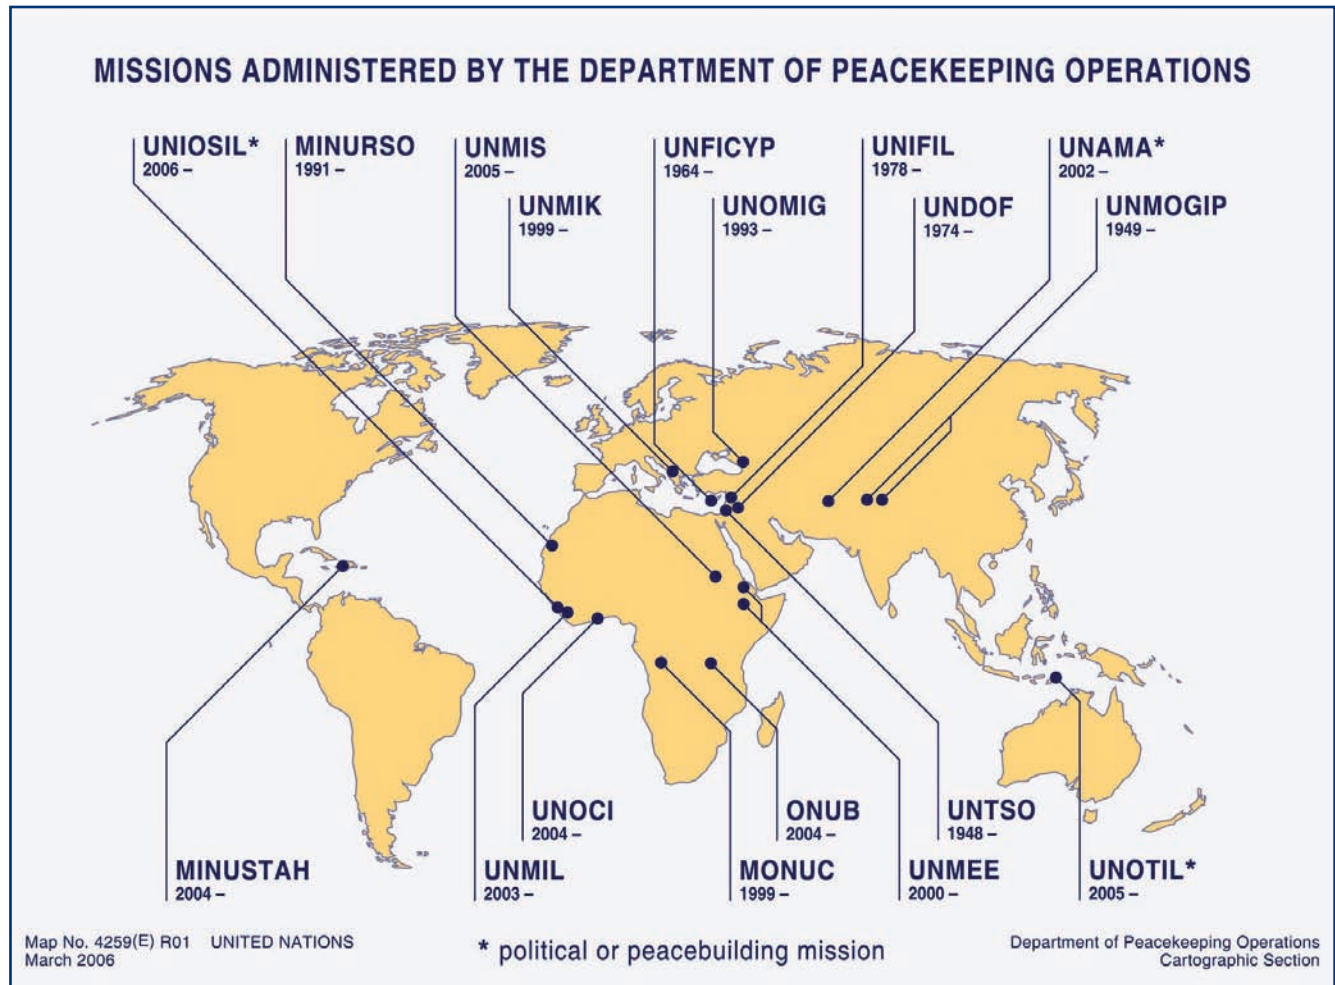 MISSIONS ADMINISTERED BY THE DEPARTMENT OF PEACEKEEPING OPERATIONS
UNIOSIL*
2006 –
MINURSO
1991 –
UNMIS
2005 –
UNFICYP
1964 –
UNIFIL
1978 –
UNAMA*
2002 –
UNMIK
1999 –
UNOMIG
1993 –
UNDOF
1974 –
UNMOGIP
1949 –
UNOCI
2004 –
ONUB
2004 –
UNTSO
1948 –
MINUSTAH
2004 –
UNMIL
2003 –
MONUC
1999 –
UNMEE
2000 –
UNOTIL*
2005 –
Map No. 4259(E) R01 UNITED NATIONS
March 2006
* political or peacebuilding mission
Department of Peacekeeping Operations
Cartographic Section